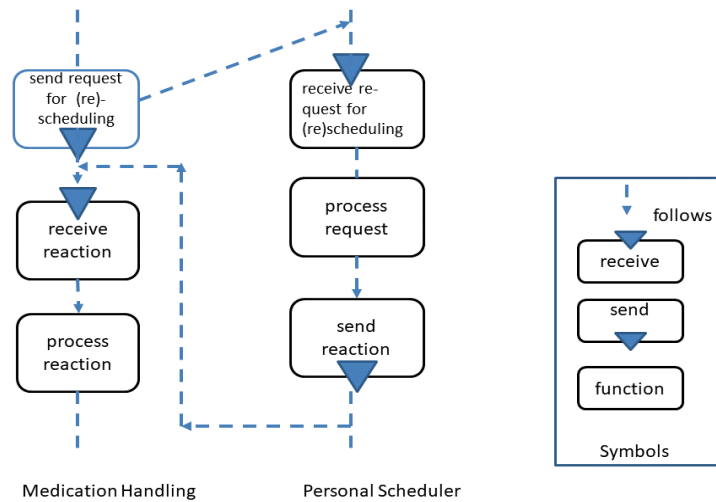 send request
for (re)-
scheduling
receive
reaction
process
reaction
Medication Handling
receive re-
quest for
(re)scheduling
process
request
send
reaction
Personal Scheduler
follows
receive
send
function
Symbols